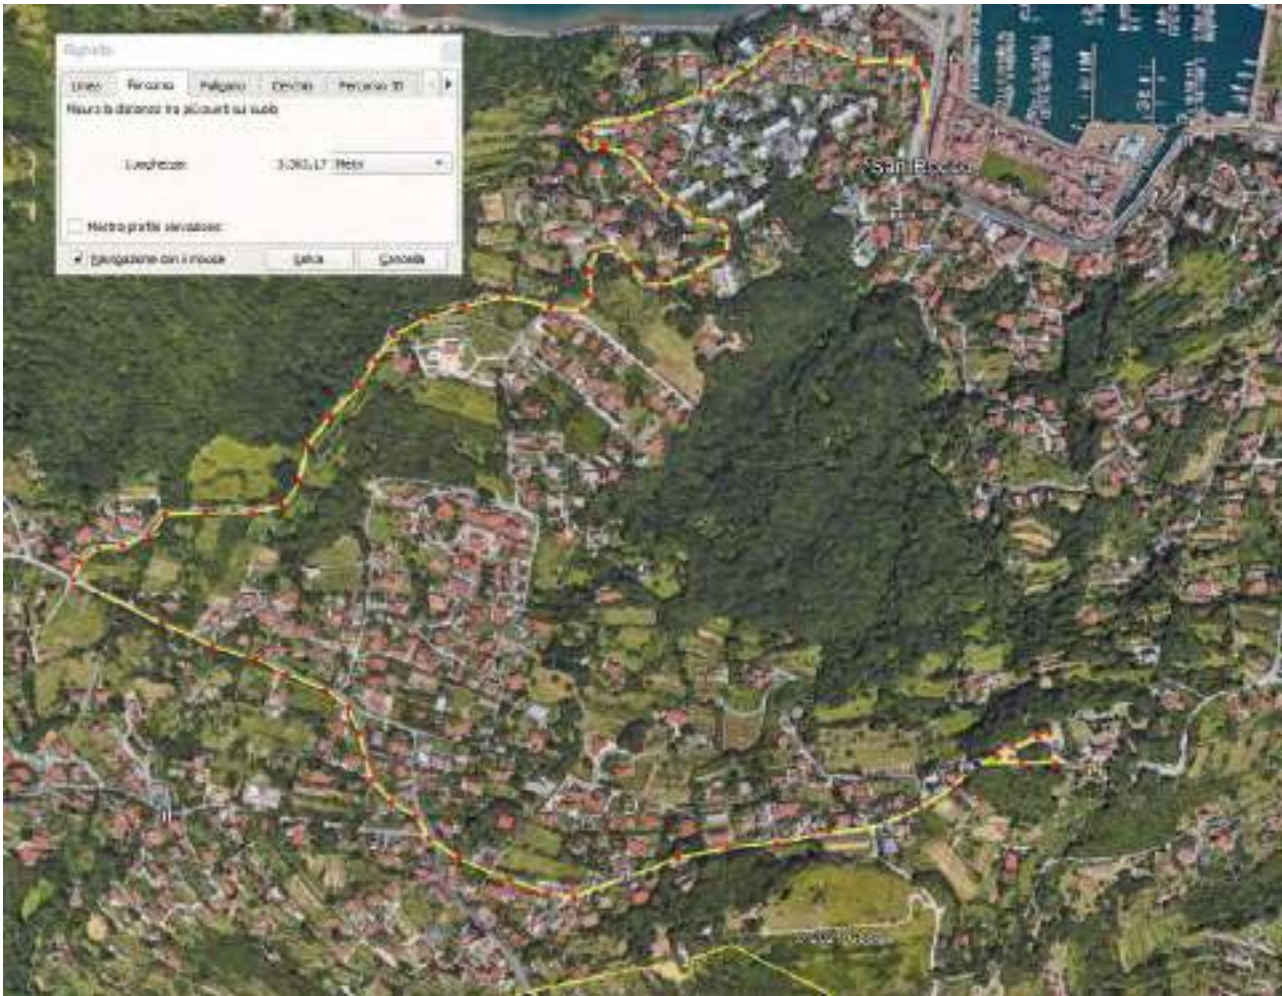 Righello
Linea Percorso Poligono Cerchio Percorso 3D
Misura la distanza tra più punti sul suolo
Lunghezza: Metri
Mostra profilo elevazione
Navigazione con il mouse Salva Cancella
San Rocco